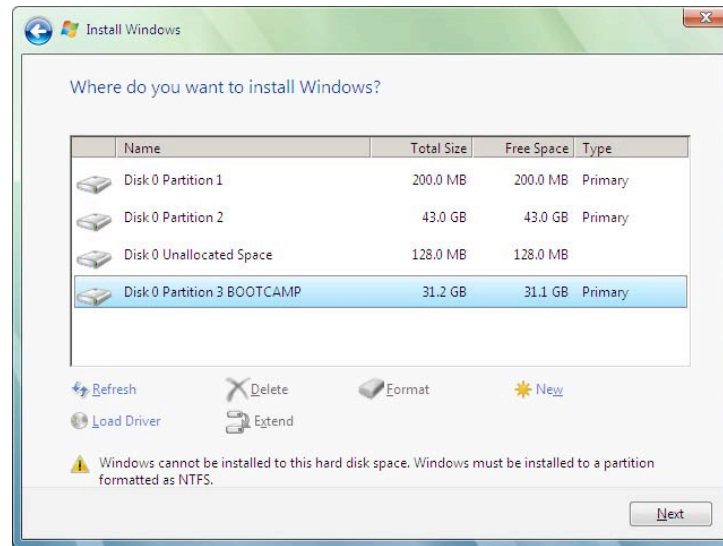 Install Windows
Where do you want to install Windows?
Name Total Size Free Space Type
Disk 0 Partition 1 200.0 MB 200.0 MB Primary
Disk 0 Partition 2 43.0 GB 43.0 GB Primary
Disk 0 Unallocated Space 128.0 MB 128.0 MB
Disk 0 Partition 3 BOOTCAMP 31.2 GB 31.1 GB Primary
Refresh Delete Format New
Load Driver Extend
Windows cannot be installed to this hard disk space. Windows must be installed to a partition
formatted as NTFS.
Next